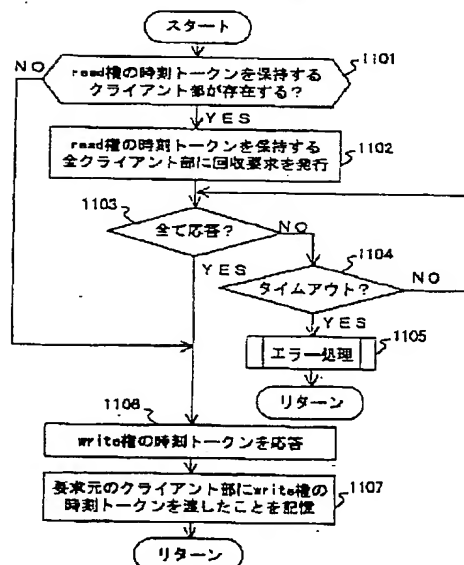 スタート
1101
NO
read権の時刻トークンを保持する
クライアント部が存在する？
YES
1102
read権の時刻トークンを保持する
全クライアント部に回収要求を発行
1103
全て応答？
NO
1104
YES
タイムアウト？
NO
YES
1105
エラー処理
リターン
1106
write権の時刻トークンを応答
1107
要求元のクライアント部にwrite権の
時刻トークンを渡したことを記憶
リターン